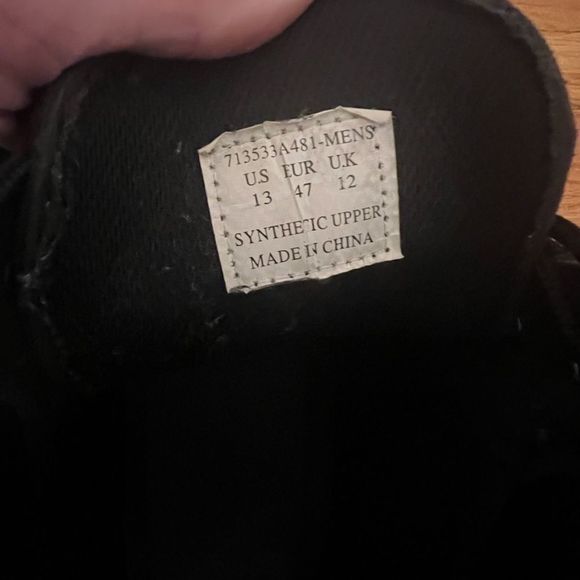 713533A481-MENS
U.S EUR U.K
13 47 12
SYNTHETIC UPPER
MADE IN CHINA